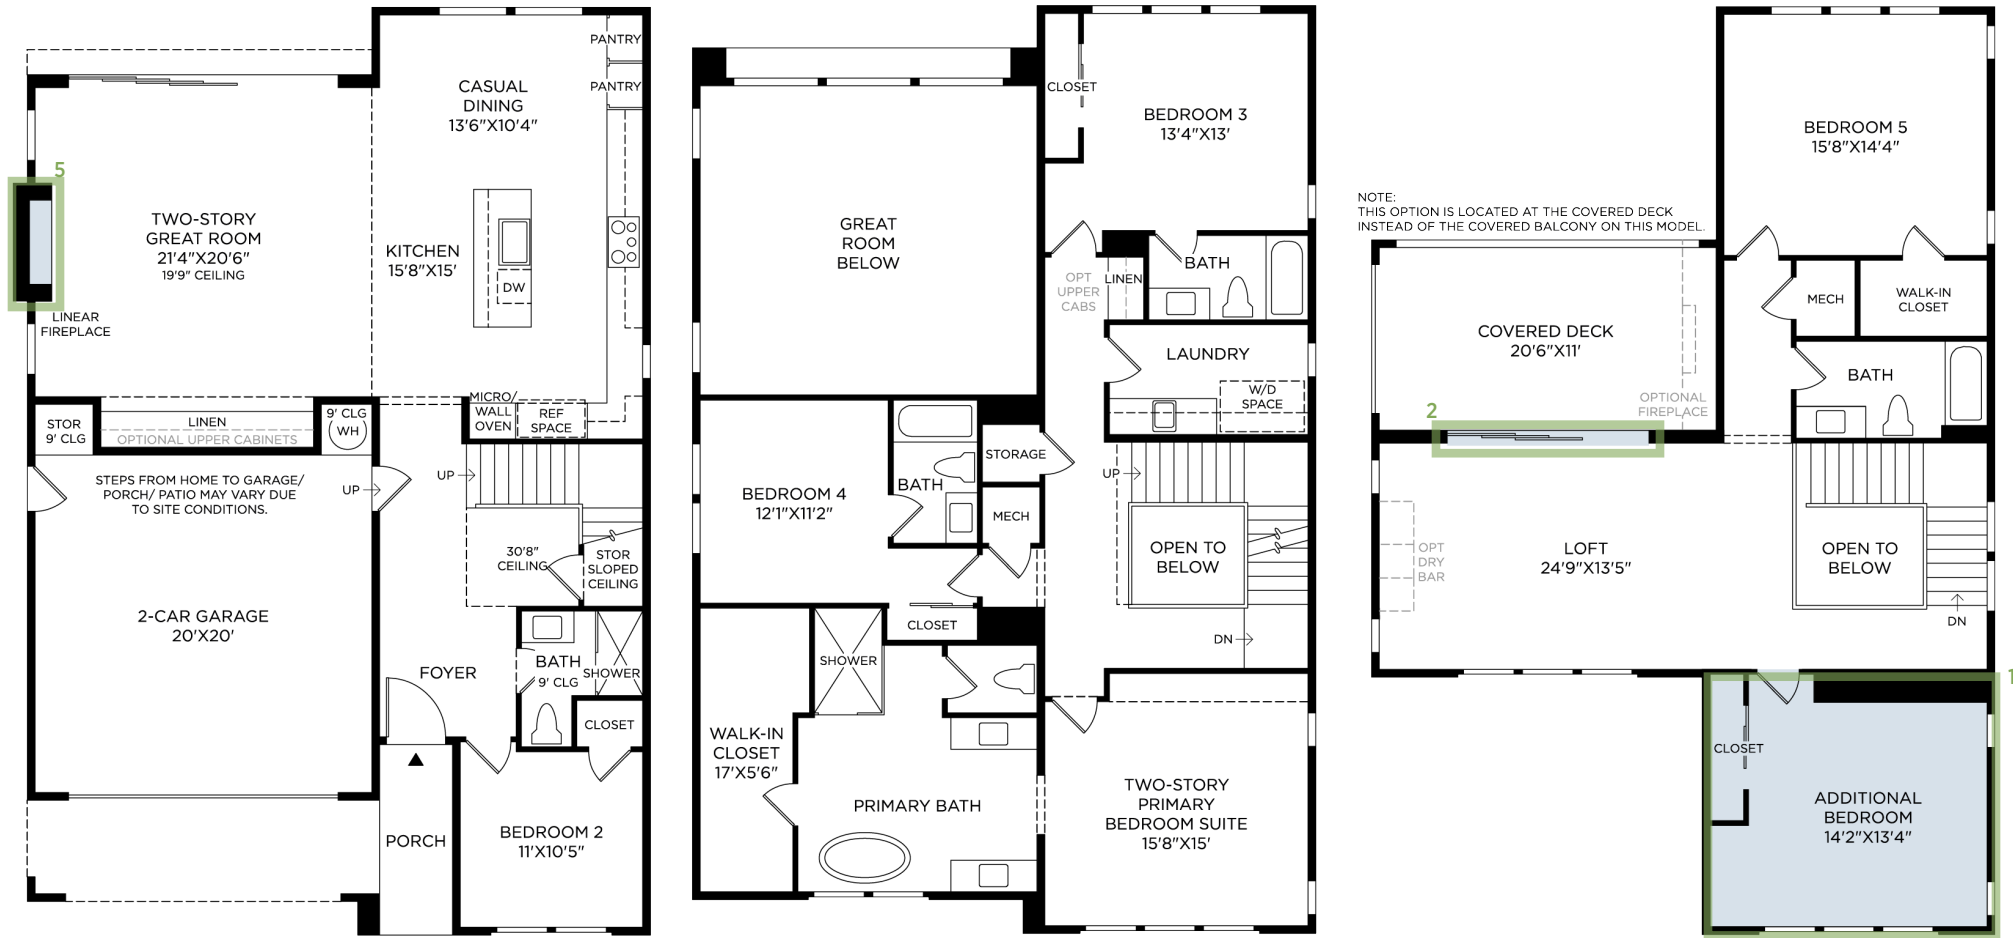 PANTRY
PANTRY
CASUAL
DINING
13'6"X10'4"
5
TWO-STORY
GREAT ROOM
21'4"X20'6"
19'9" CEILING
KITCHEN
15'8"X15'
DW
LINEAR
FIREPLACE
MICRO/
WALL
OVEN
REF
SPACE
STOR
9' CLG
LINEN
OPTIONAL UPPER CABINETS
9' CLG
WH
STEPS FROM HOME TO GARAGE/
PORCH/ PATIO MAY VARY DUE
TO SITE CONDITIONS.
UP
UP
30'8"
CEILING
STOR
SLOPED
CEILING
2-CAR GARAGE
20'X20'
FOYER
BATH
9' CLG
SHOWER
CLOSET
PORCH
BEDROOM 2
11'X10'5"
CLOSET
BEDROOM 3
13'4"X13'
GREAT
ROOM
BELOW
OPT
UPPER
CABS
LINEN
BATH
LAUNDRY
W/D
SPACE
STORAGE
BEDROOM 4
12'1"X11'2"
BATH
MECH
UP
OPEN TO
BELOW
CLOSET
DN
SHOWER
WALK-IN
CLOSET
17'X5'6"
PRIMARY BATH
TWO-STORY
PRIMARY
BEDROOM SUITE
15'8"X15'
BEDROOM 5
15'8"X14'4"
NOTE:
THIS OPTION IS LOCATED AT THE COVERED DECK
INSTEAD OF THE COVERED BALCONY ON THIS MODEL.
MECH
WALK-IN
CLOSET
COVERED DECK
20'6"X11'
OPTIONAL
FIREPLACE
BATH
2
OPT
DRY
BAR
LOFT
24'9"X13'5"
OPEN TO
BELOW
DN
1
CLOSET
ADDITIONAL
BEDROOM
14'2"X13'4"